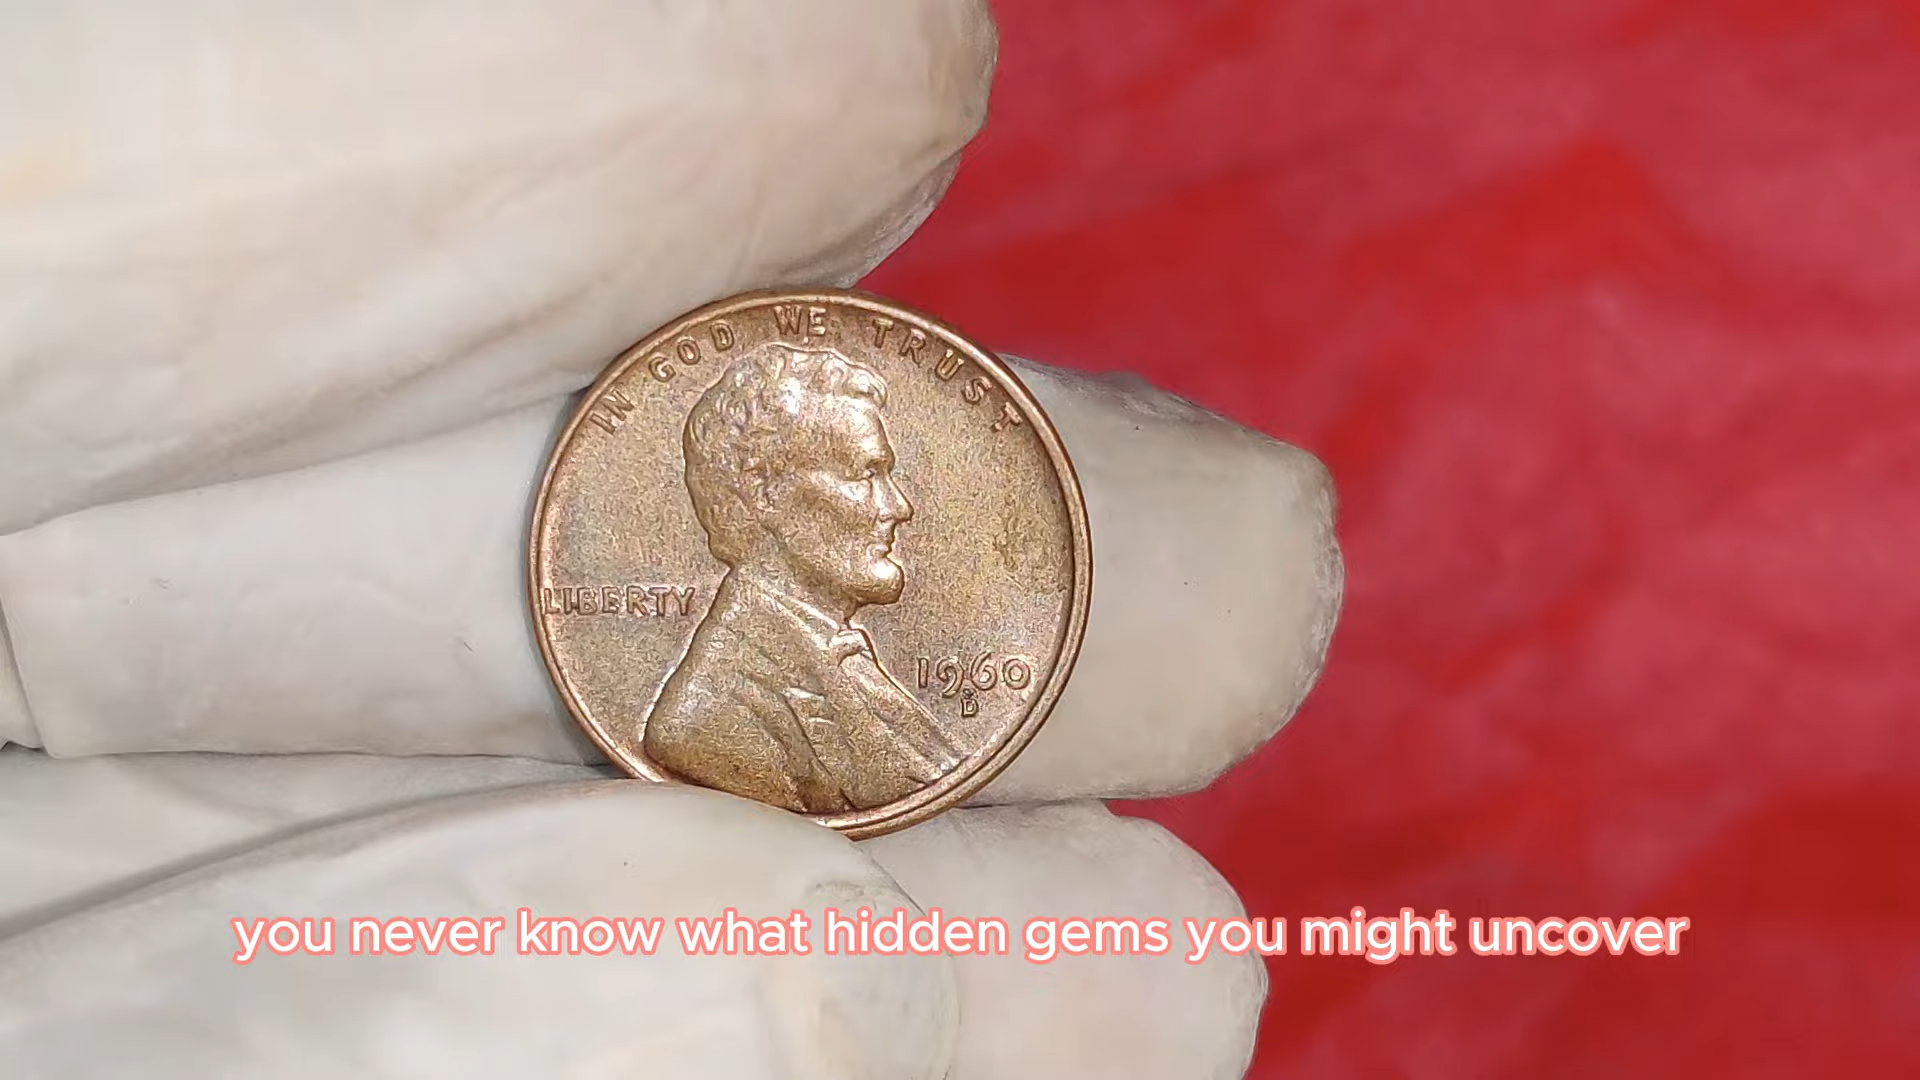 IN GOD WE TRUST
LIBERTY
1960
D
you never know what hidden gems you might uncover